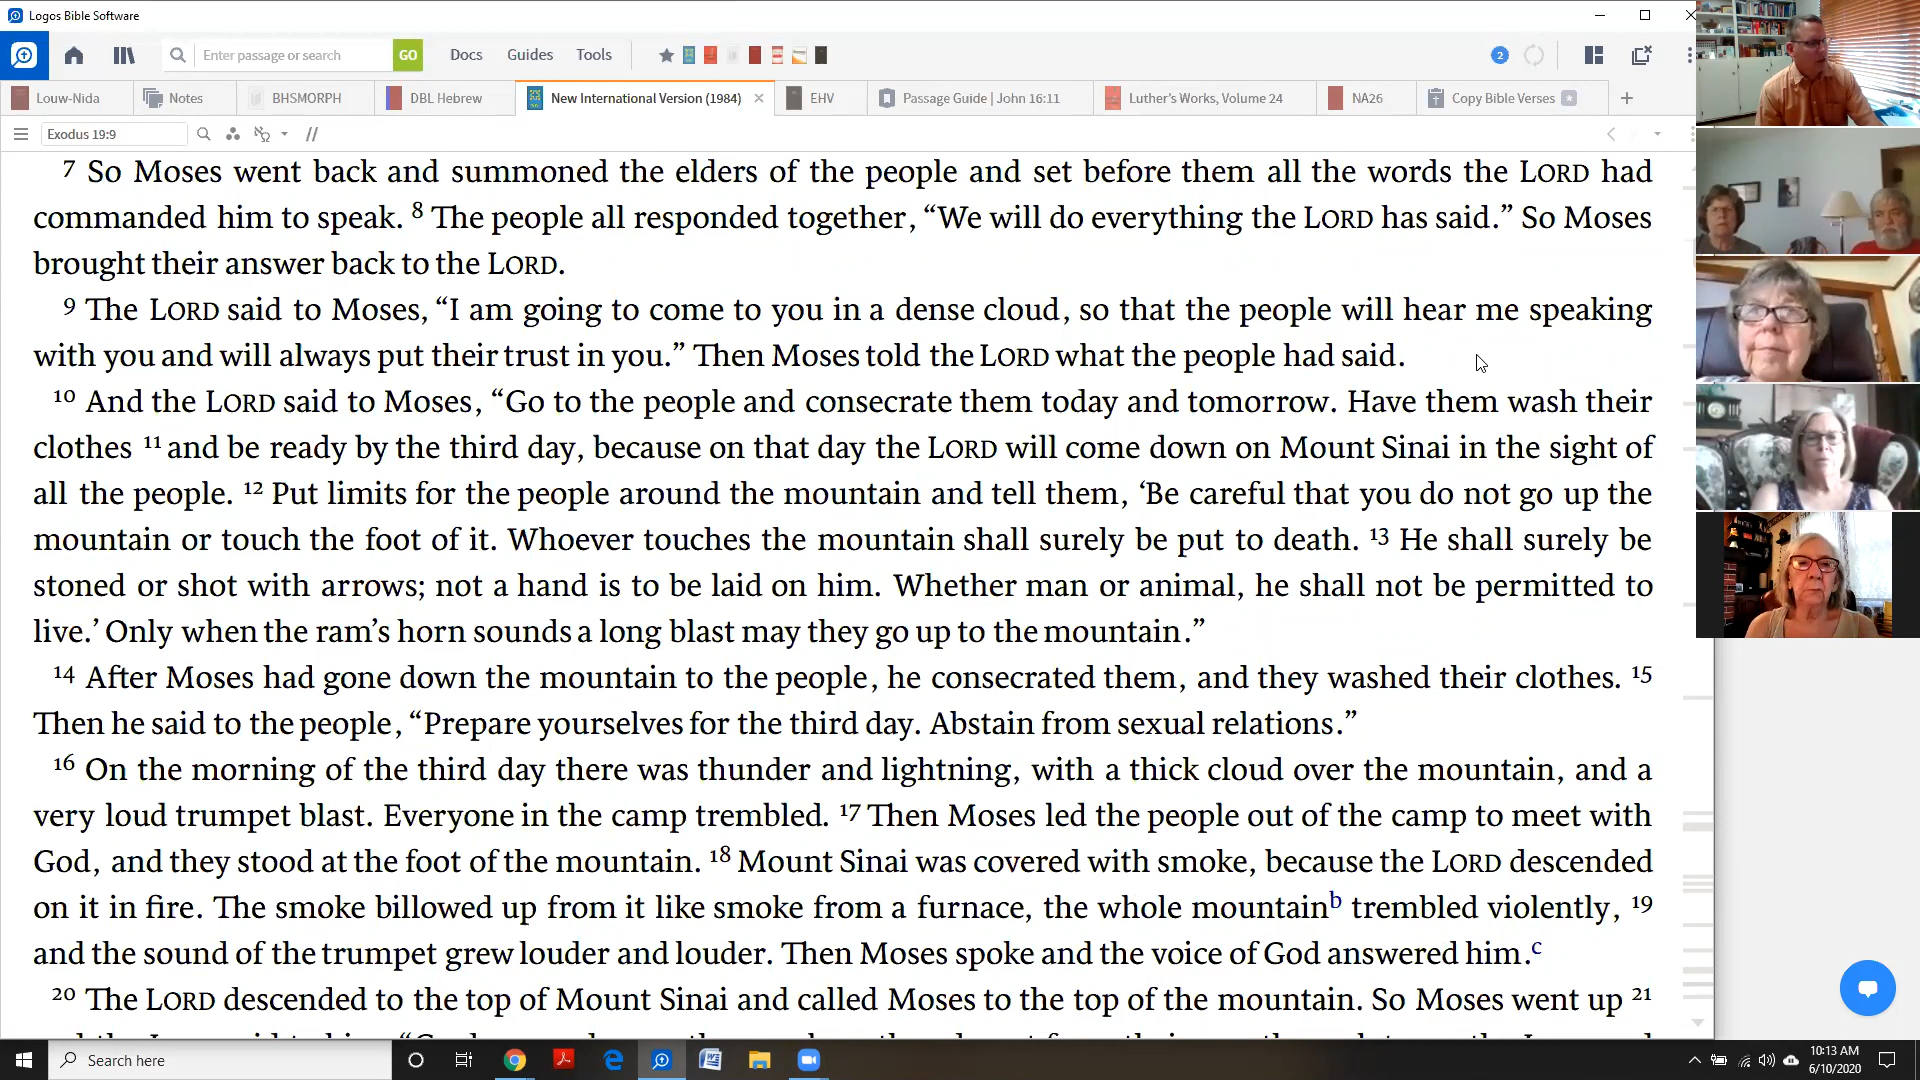 Logos Bible Software
Enter passage or search GO Docs Guides Tools 2
Louw-Nida Notes BHSMORPH DBL Hebrew New International Version (1984) EHV Passage Guide | John 16:11 Luther's Works, Volume 24 NA26 Copy Bible Verses
Exodus 19:9
7 So Moses went back and summoned the elders of the people and set before them all the words the LORD had
commanded him to speak. 8 The people all responded together, “We will do everything the LORD has said.” So Moses
brought their answer back to the LORD.
9 The LORD said to Moses, “I am going to come to you in a dense cloud, so that the people will hear me speaking
with you and will always put their trust in you.” Then Moses told the LORD what the people had said.
10 And the LORD said to Moses, “Go to the people and consecrate them today and tomorrow. Have them wash their
clothes 11 and be ready by the third day, because on that day the LORD will come down on Mount Sinai in the sight of
all the people. 12 Put limits for the people around the mountain and tell them, ‘Be careful that you do not go up the
mountain or touch the foot of it. Whoever touches the mountain shall surely be put to death. 13 He shall surely be
stoned or shot with arrows; not a hand is to be laid on him. Whether man or animal, he shall not be permitted to
live.’ Only when the ram’s horn sounds a long blast may they go up to the mountain.”
14 After Moses had gone down the mountain to the people, he consecrated them, and they washed their clothes. 15
Then he said to the people, “Prepare yourselves for the third day. Abstain from sexual relations.”
16 On the morning of the third day there was thunder and lightning, with a thick cloud over the mountain, and a
very loud trumpet blast. Everyone in the camp trembled. 17 Then Moses led the people out of the camp to meet with
God, and they stood at the foot of the mountain. 18 Mount Sinai was covered with smoke, because the LORD descended
on it in fire. The smoke billowed up from it like smoke from a furnace, the whole mountain b trembled violently, 19
and the sound of the trumpet grew louder and louder. Then Moses spoke and the voice of God answered him. c
20 The LORD descended to the top of Mount Sinai and called Moses to the top of the mountain. So Moses went up 21
Search here
10:13 AM
6/10/2020